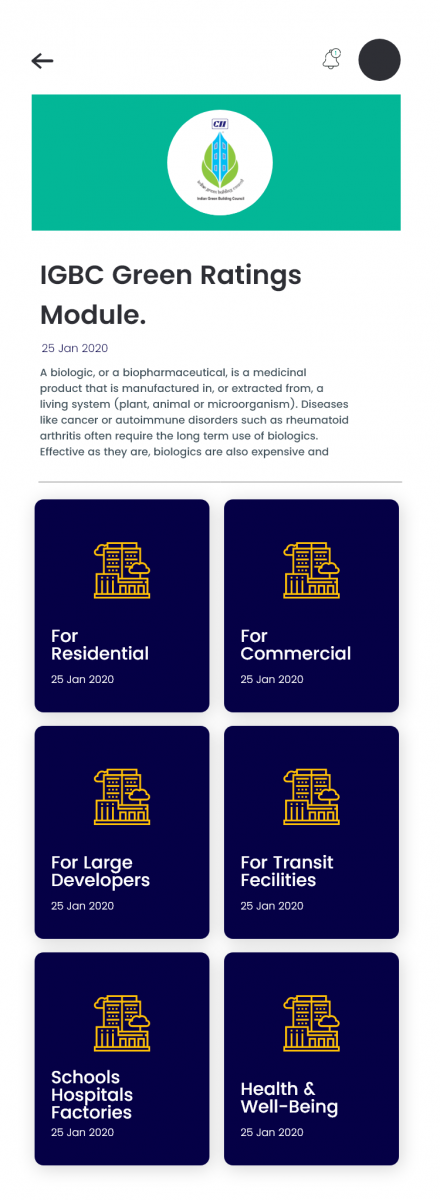 CII
indian green building council
Indian Green Building Council
IGBC Green Ratings
Module.
25 Jan 2020
A biologic, or a biopharmaceutical, is a medicinal
product that is manufactured in, or extracted from, a
living system (plant, animal or microorganism). Diseases
like cancer or autoimmune disorders such as rheumatoid
arthritis often require the long term use of biologics.
Effective as they are, biologics are also expensive and
For
Residential
25 Jan 2020
For
Commercial
25 Jan 2020
For Large
Developers
25 Jan 2020
For Transit
Fecilities
25 Jan 2020
Schools
Hospitals
Factories
25 Jan 2020
Health &
Well-Being
25 Jan 2020